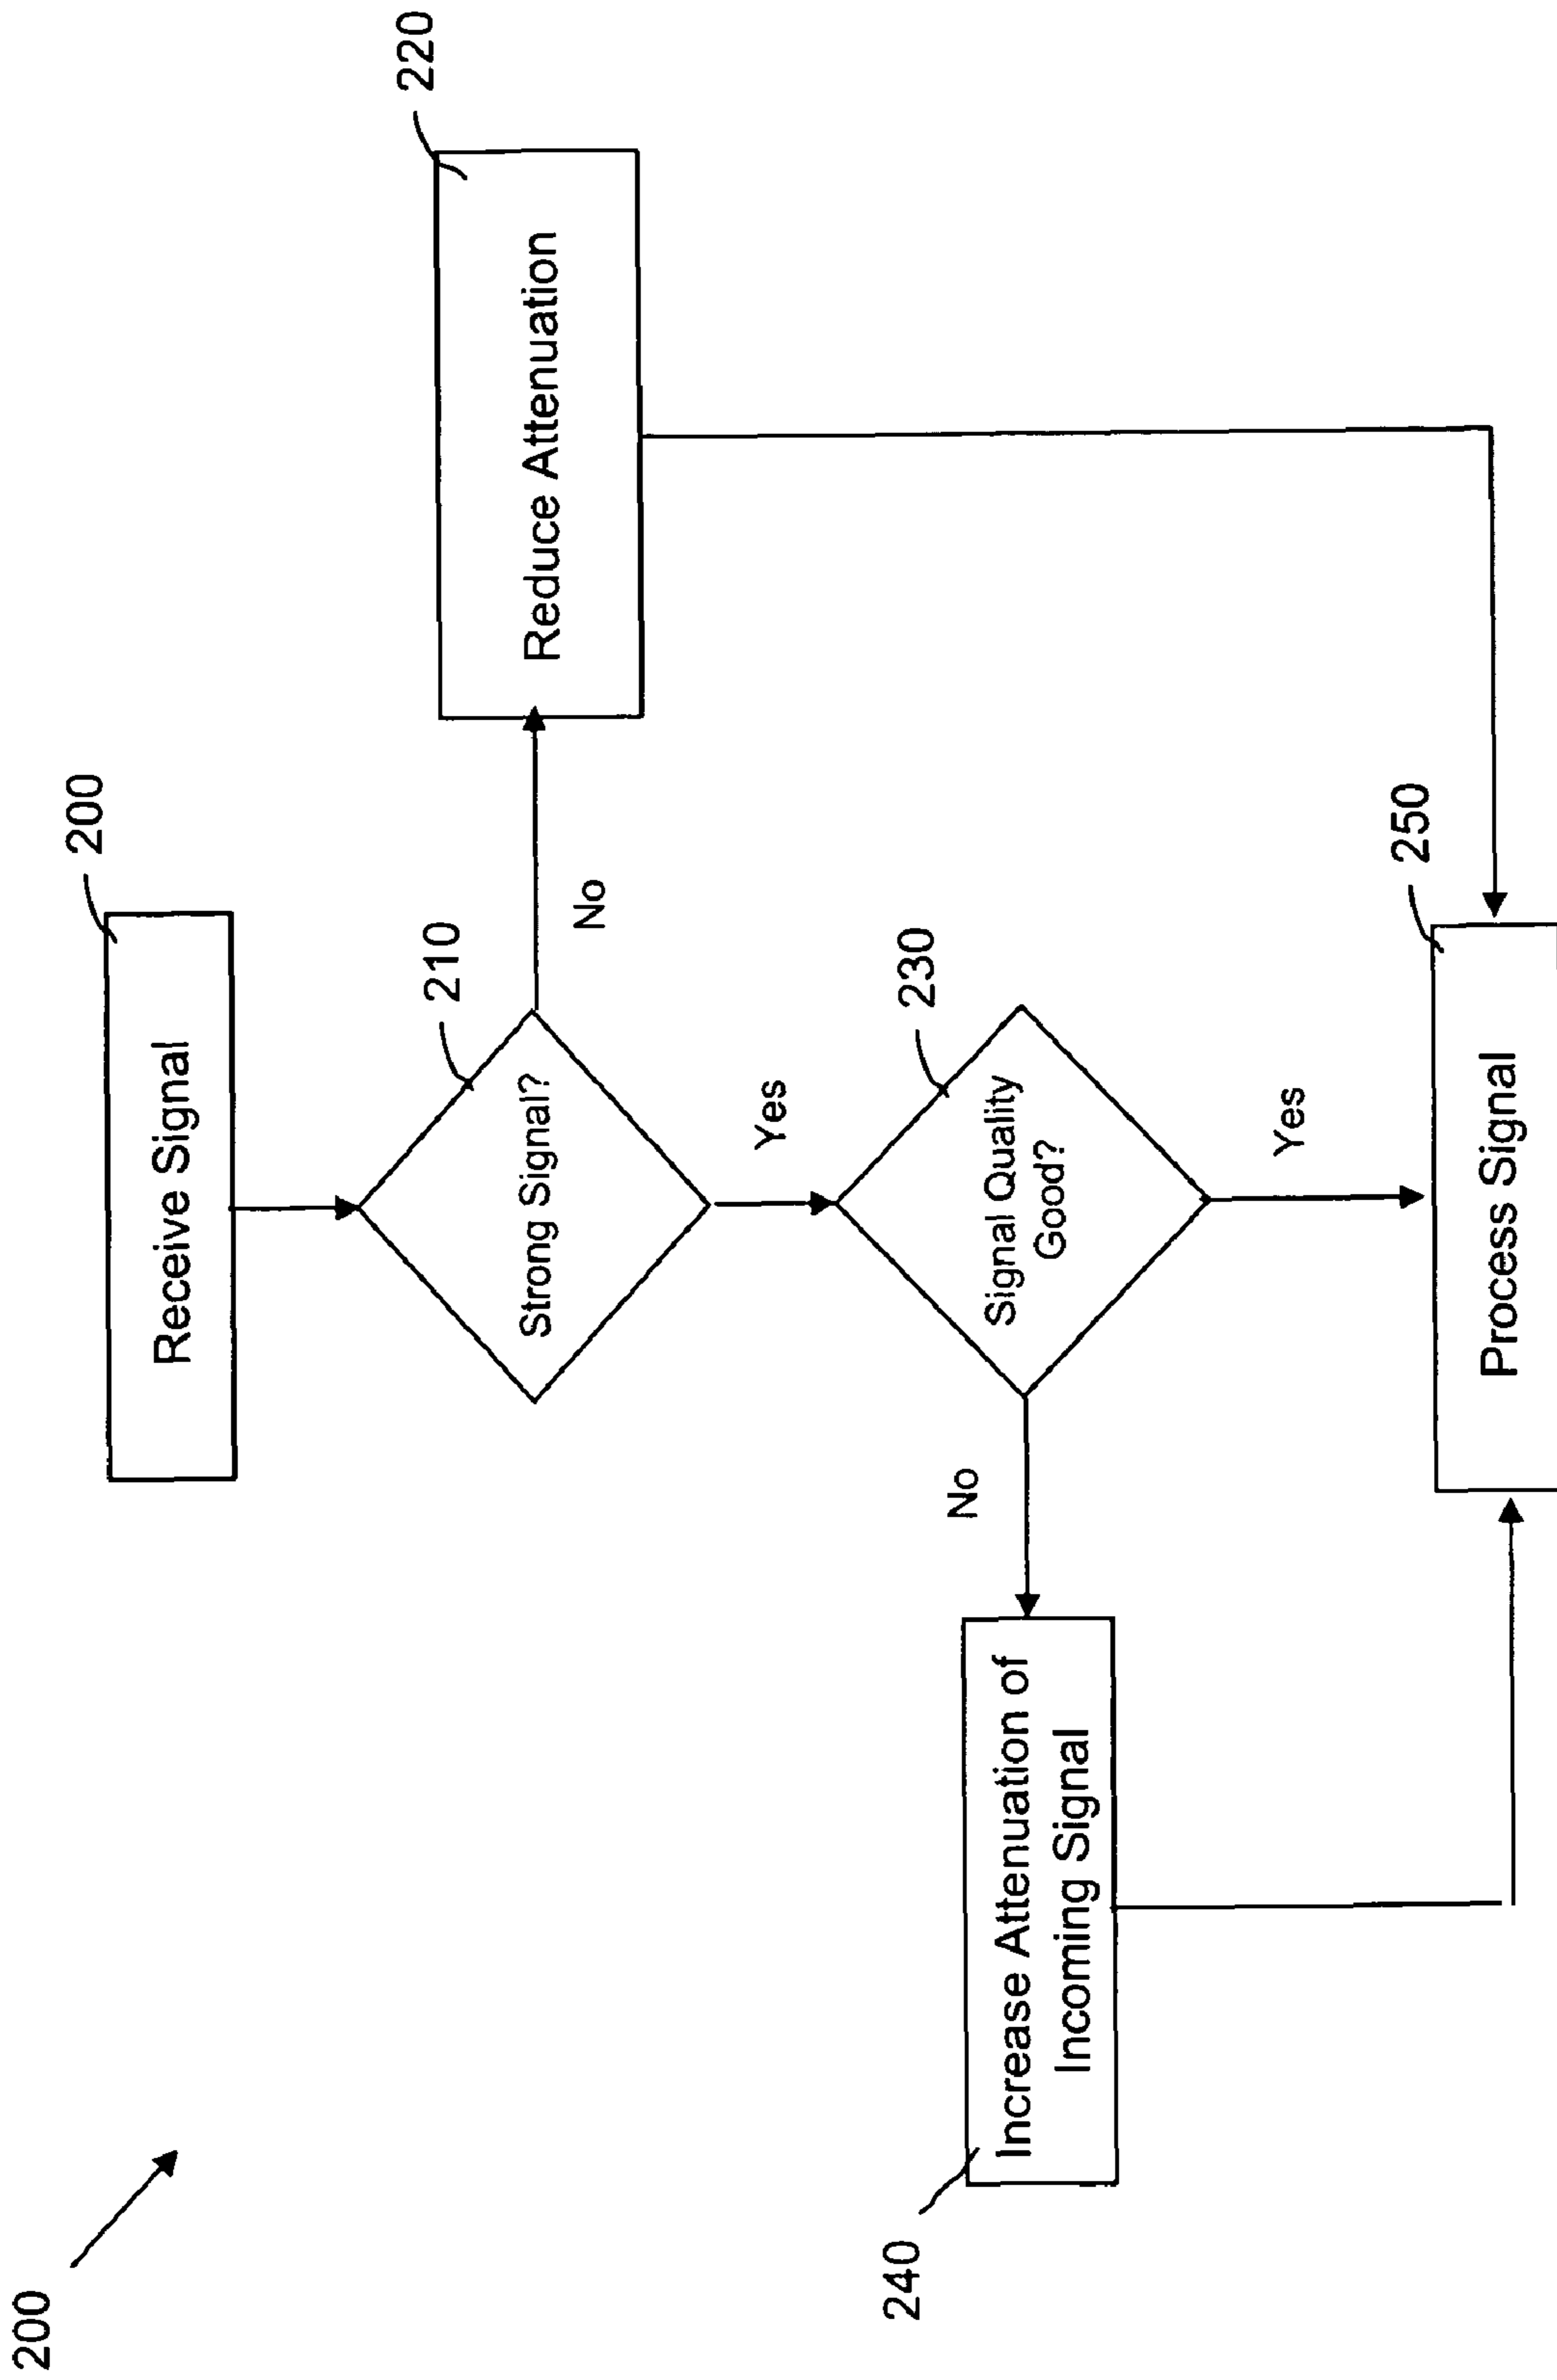 200
200
Receive Signal
210
Strong Signal?
No
220
Reduce Attenuation
Yes
230
Signal Quality
Good?
No
240
Increase Attenuation of
Incoming Signal
Yes
250
Process Signal